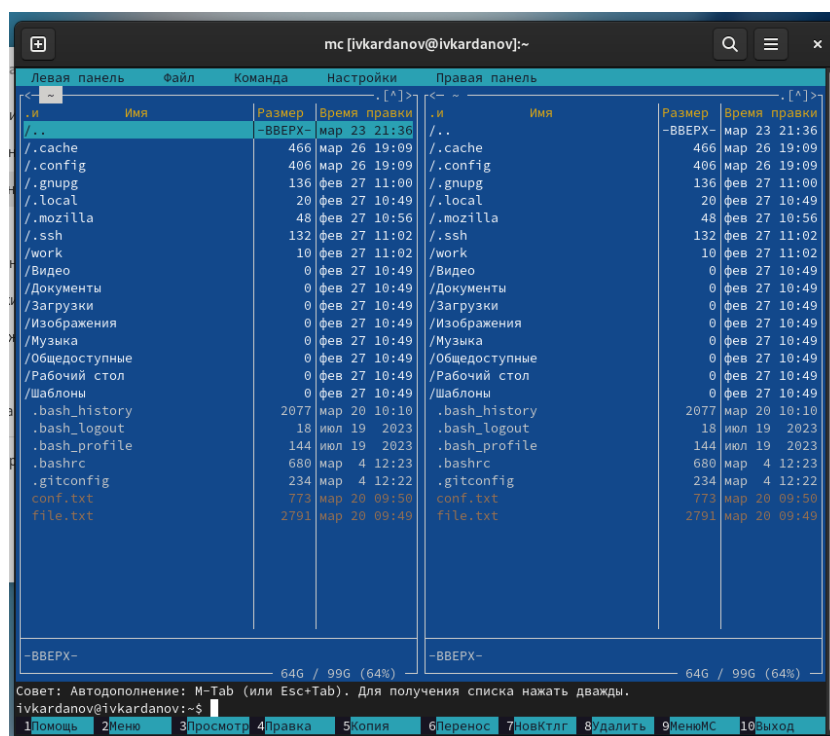 mc [ivkardanov@ivkardanov]:~
Левая панель Файл Команда Настройки Правая панель
<— ~ .[^]> <— ~ .[^]>
.и Имя Размер Время правки .и Имя Размер Время правки
/.. -ВВЕРХ- мар 23 21:36 /.. -ВВЕРХ- мар 23 21:36
/.cache 466 мар 26 19:09 /.cache 466 мар 26 19:09
/.config 406 мар 26 19:09 /.config 406 мар 26 19:09
/.gnupg 136 фев 27 11:00 /.gnupg 136 фев 27 11:00
/.local 20 фев 27 10:49 /.local 20 фев 27 10:49
/.mozilla 48 фев 27 10:56 /.mozilla 48 фев 27 10:56
/.ssh 132 фев 27 11:02 /.ssh 132 фев 27 11:02
/work 10 фев 27 11:02 /work 10 фев 27 11:02
/Видео 0 фев 27 10:49 /Видео 0 фев 27 10:49
/Документы 0 фев 27 10:49 /Документы 0 фев 27 10:49
/Загрузки 0 фев 27 10:49 /Загрузки 0 фев 27 10:49
/Изображения 0 фев 27 10:49 /Изображения 0 фев 27 10:49
/Музыка 0 фев 27 10:49 /Музыка 0 фев 27 10:49
/Общедоступные 0 фев 27 10:49 /Общедоступные 0 фев 27 10:49
/Рабочий стол 0 фев 27 10:49 /Рабочий стол 0 фев 27 10:49
/Шаблоны 0 фев 27 10:49 /Шаблоны 0 фев 27 10:49
.bash_history 2077 мар 20 10:10 .bash_history 2077 мар 20 10:10
.bash_logout 18 июл 19 2023 .bash_logout 18 июл 19 2023
.bash_profile 144 июл 19 2023 .bash_profile 144 июл 19 2023
.bashrc 680 мар 4 12:23 .bashrc 680 мар 4 12:23
.gitconfig 234 мар 4 12:22 .gitconfig 234 мар 4 12:22
conf.txt 773 мар 20 09:50 conf.txt 773 мар 20 09:50
file.txt 2791 мар 20 09:49 file.txt 2791 мар 20 09:49
-ВВЕРХ- -ВВЕРХ-
64G / 99G (64%) 64G / 99G (64%)
Совет: Автодополнение: M-Tab (или Esc+Tab). Для получения списка нажать дважды.
ivkardanov@ivkardanov:~$
1Помощь 2Меню 3Просмотр 4Правка 5Копия 6Перенос 7НовКтлг 8Удалить 9МенюMC 10Выход